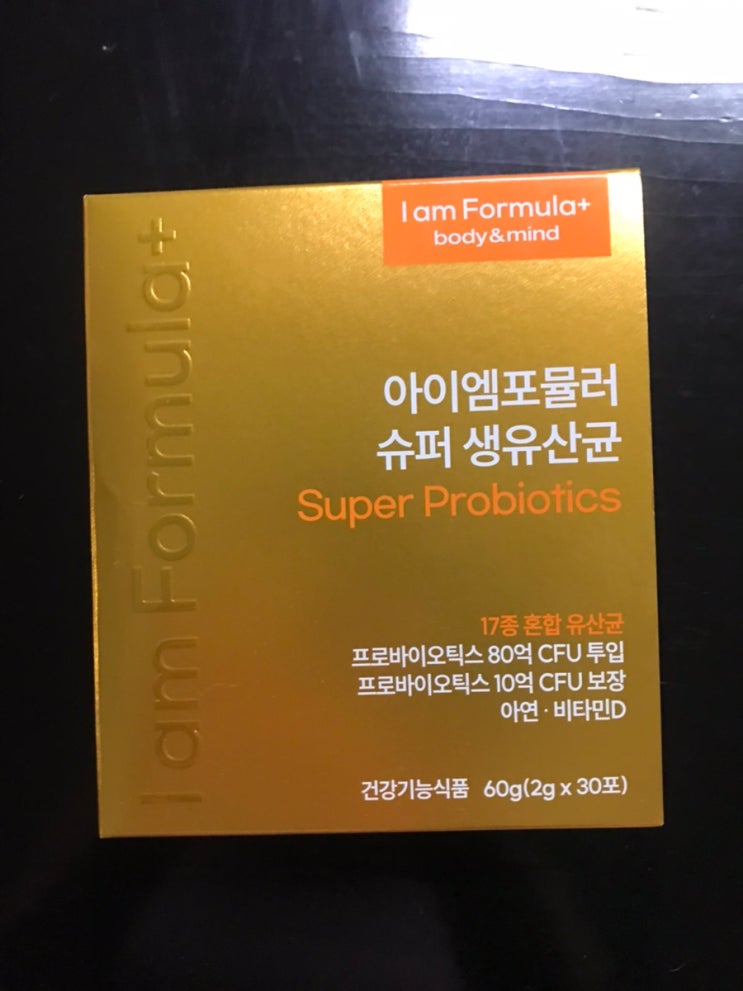 I am Formula+
body&mind
I am Formula+
아이엠포뮬러
슈퍼 생유산균
Super Probiotics
17종 혼합 유산균
프로바이오틱스 80억 CFU 투입
프로바이오틱스 10억 CFU 보장
아연 · 비타민D
건강기능식품 60g(2g x 30포)